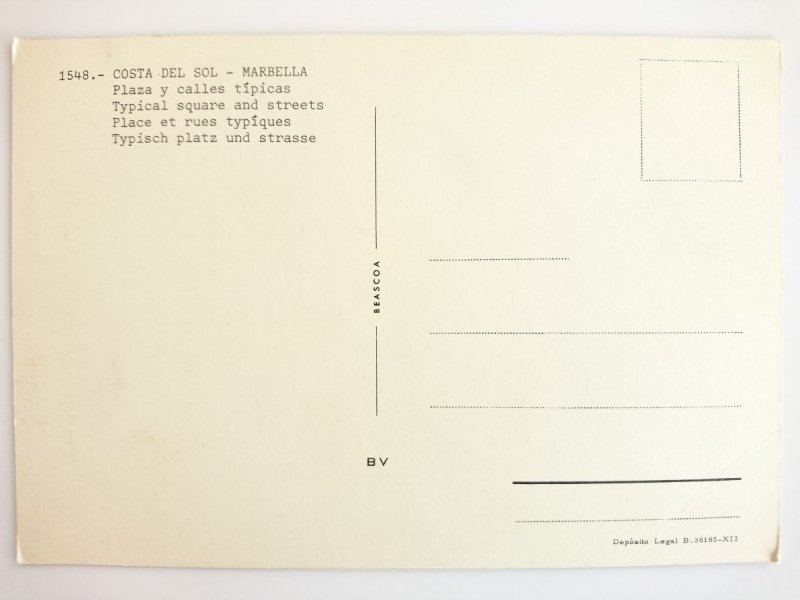 1548.- COSTA DEL SOL - MARBELLA
Plaza y calles típicas
Typical square and streets
Place et rues typíques
Typisch platz und strasse
BEASCOA
BV
Depósito Legal B.36185-XII